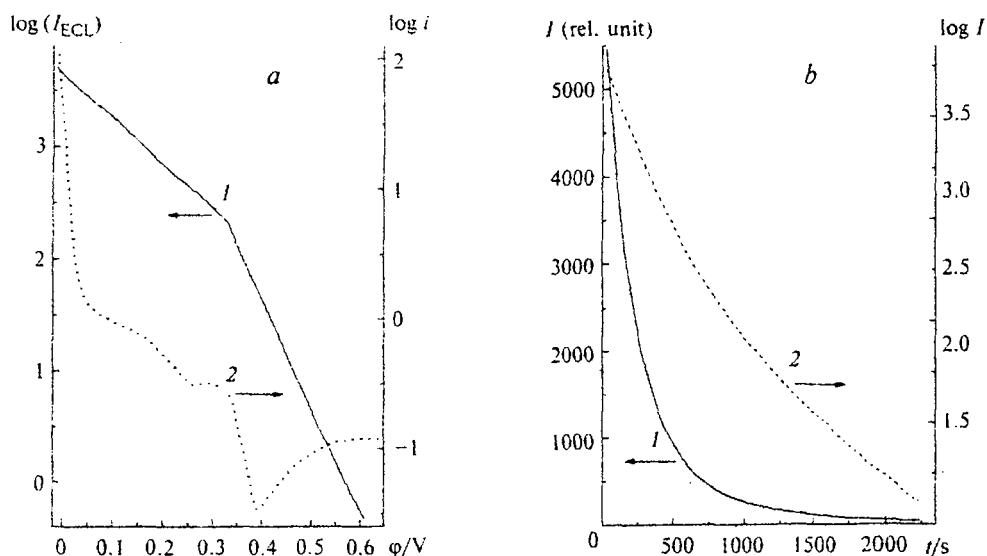 log (I_ECL)
log i
a
2
1
0
−1
3
2
1
0
1
2
0 0.1 0.2 0.3 0.4 0.5 0.6 φ/V
I (rel. unit)
log I
b
5000
4000
3000
2000
1000
3.5
3.0
2.5
2.0
1.5
2
1
0 500 1000 1500 2000 t/s